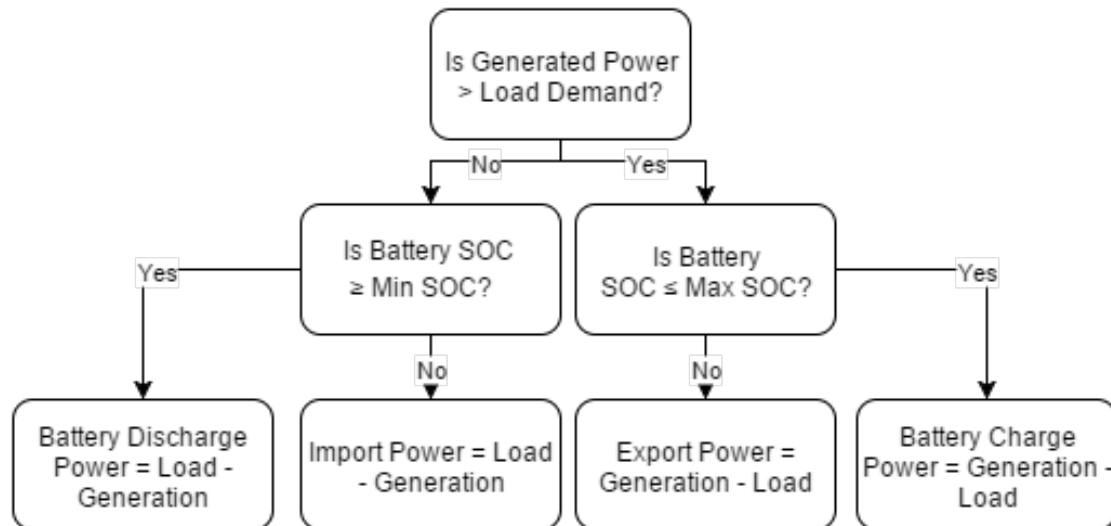 Is Generated Power
> Load Demand?
No
Yes
Is Battery SOC
≥ Min SOC?
Is Battery
SOC ≤ Max SOC?
Yes
Yes
No
No
Battery Discharge
Power = Load -
Generation
Import Power = Load
- Generation
Export Power =
Generation - Load
Battery Charge
Power = Generation -
Load